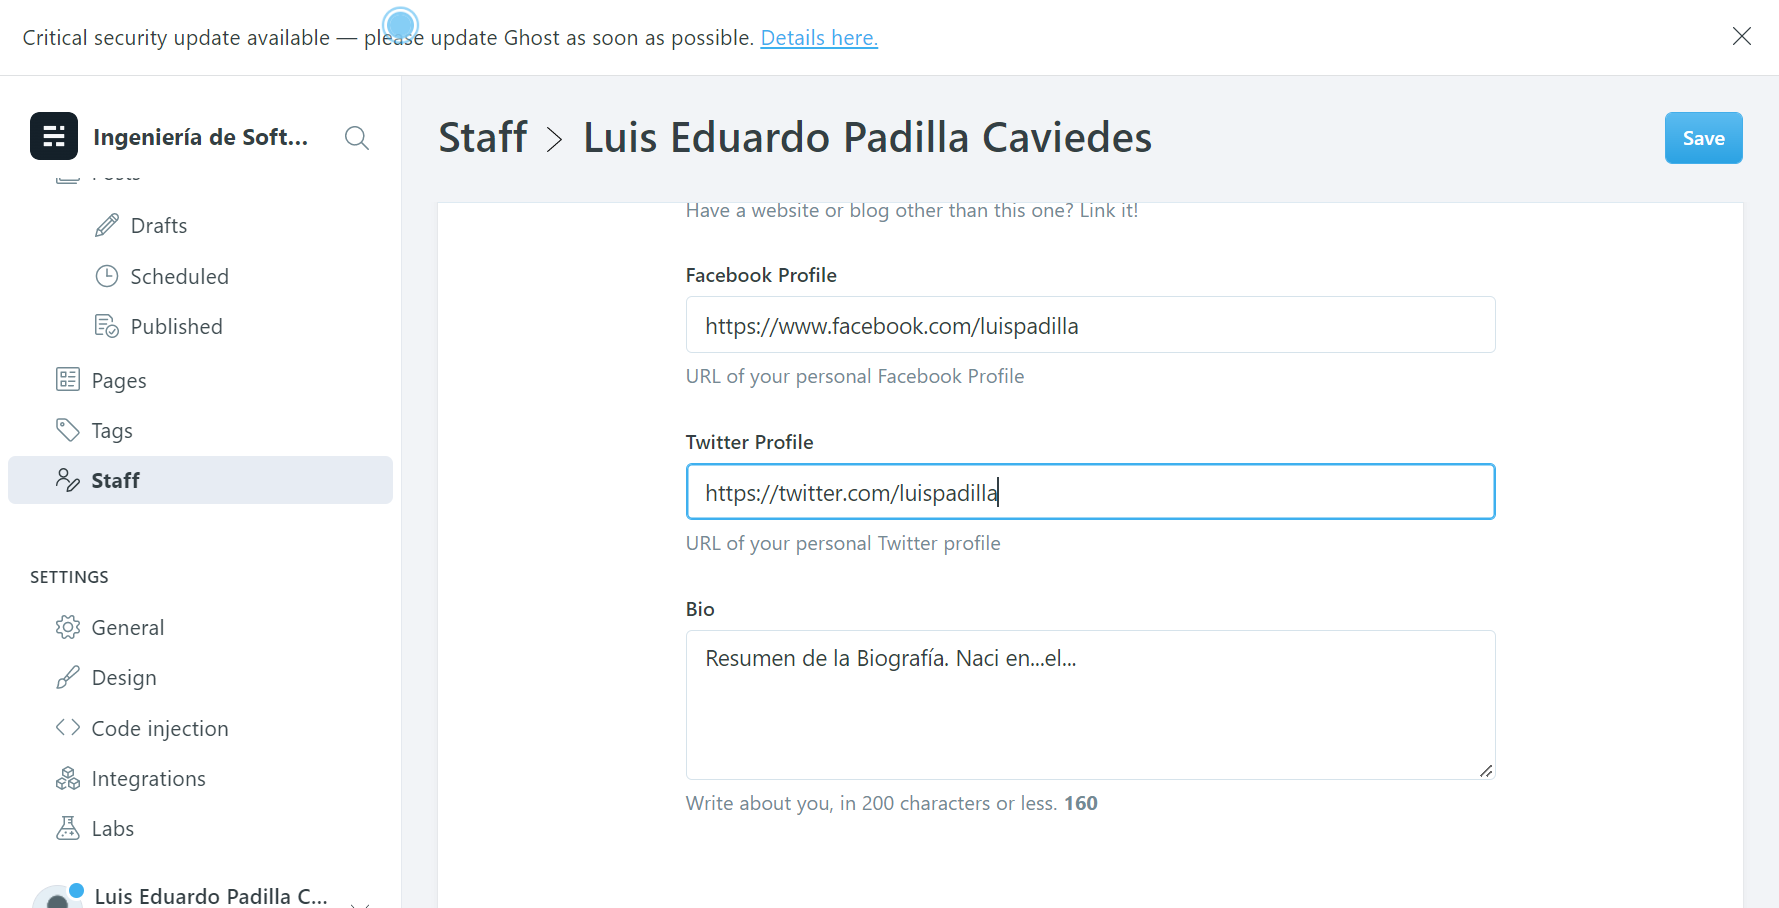 Critical security update available — please update Ghost as soon as possible. Details here.
Ingeniería de Soft...
Staff > Luis Eduardo Padilla Caviedes
Save
Posts
Drafts
Scheduled
Published
Pages
Tags
Staff
SETTINGS
General
Design
Code injection
Integrations
Labs
Luis Eduardo Padilla C...
Have a website or blog other than this one? Link it!
Facebook Profile
https://www.facebook.com/luispadilla
URL of your personal Facebook Profile
Twitter Profile
https://twitter.com/luispadilla
URL of your personal Twitter profile
Bio
Resumen de la Biografía. Naci en...el...
Write about you, in 200 characters or less. 160